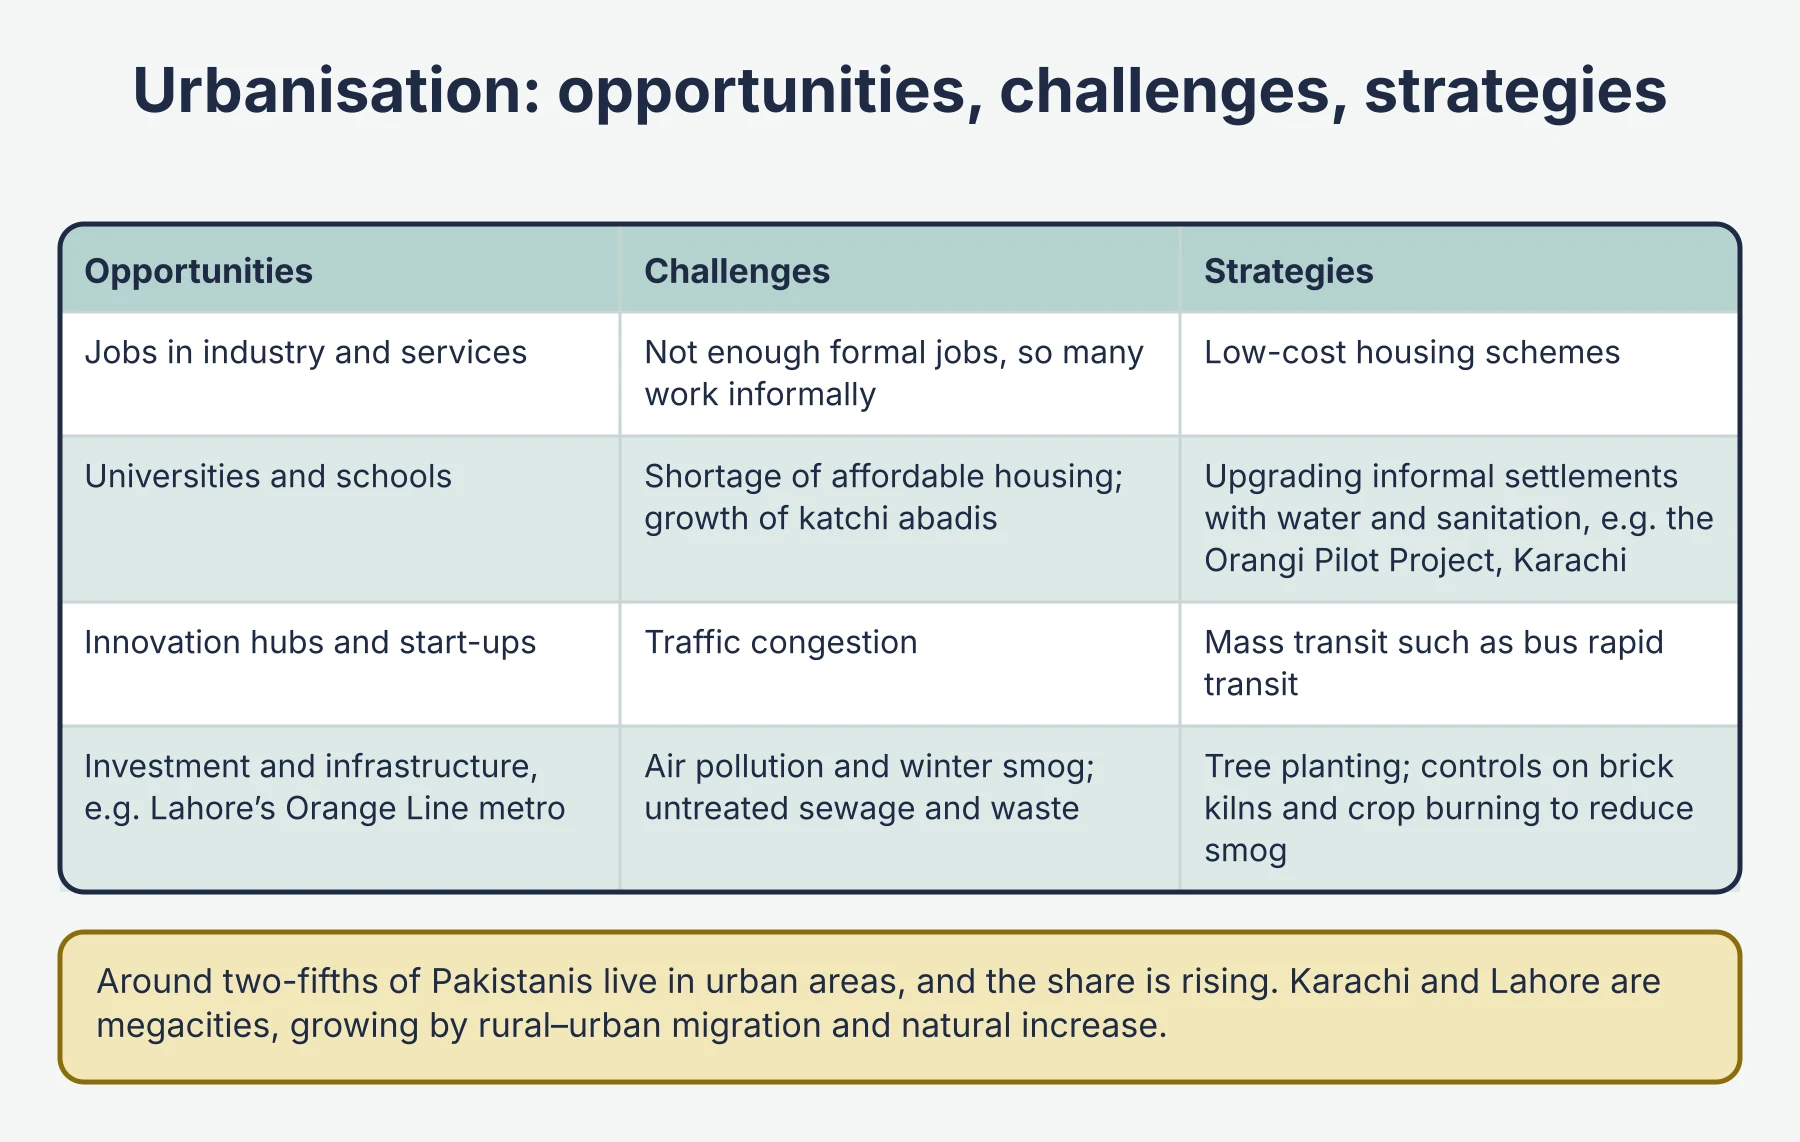 Urbanisation: opportunities, challenges, strategies
Opportunities
Challenges
Strategies
Jobs in industry and services
Not enough formal jobs, so many
work informally
Low-cost housing schemes
Universities and schools
Shortage of affordable housing;
growth of katchi abadis
Upgrading informal settlements
with water and sanitation, e.g. the
Orangi Pilot Project, Karachi
Innovation hubs and start-ups
Traffic congestion
Mass transit such as bus rapid
transit
Investment and infrastructure,
e.g. Lahore’s Orange Line metro
Air pollution and winter smog;
untreated sewage and waste
Tree planting; controls on brick
kilns and crop burning to reduce
smog
Around two-fifths of Pakistanis live in urban areas, and the share is rising. Karachi and Lahore are
megacities, growing by rural–urban migration and natural increase.